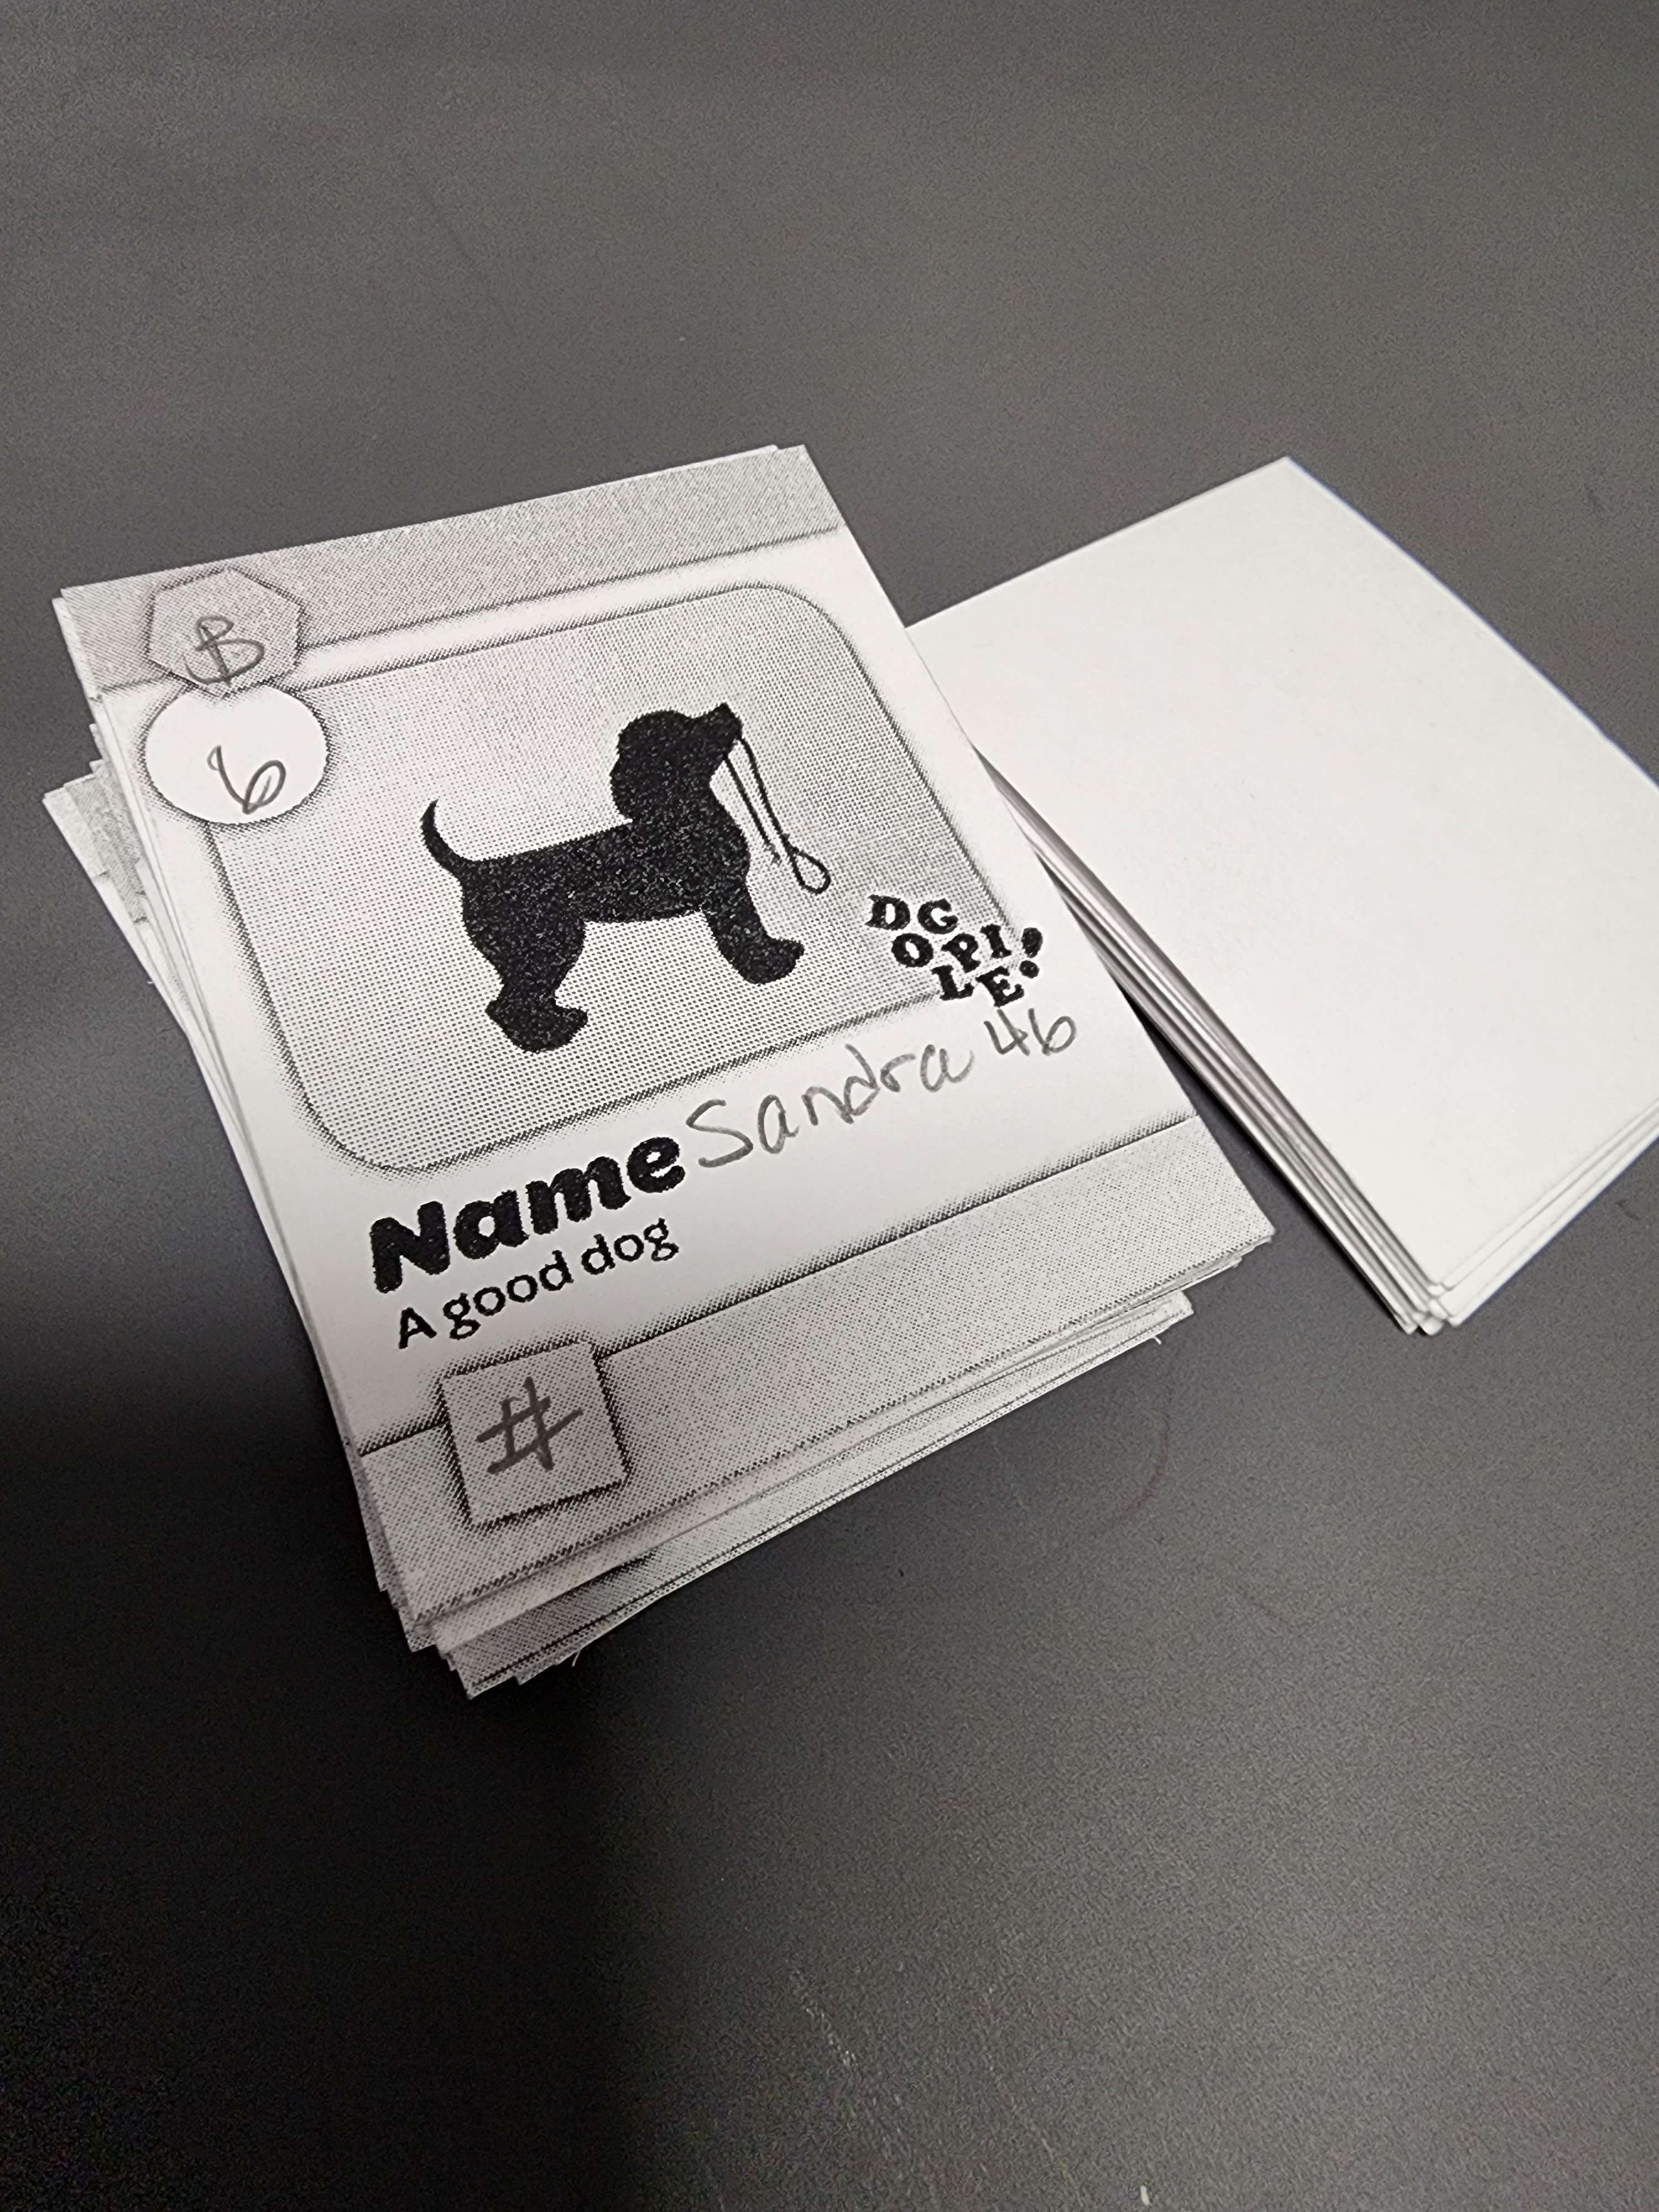 B
6
DG
OPI!
LE
Name Sandra 46
A good dog
#